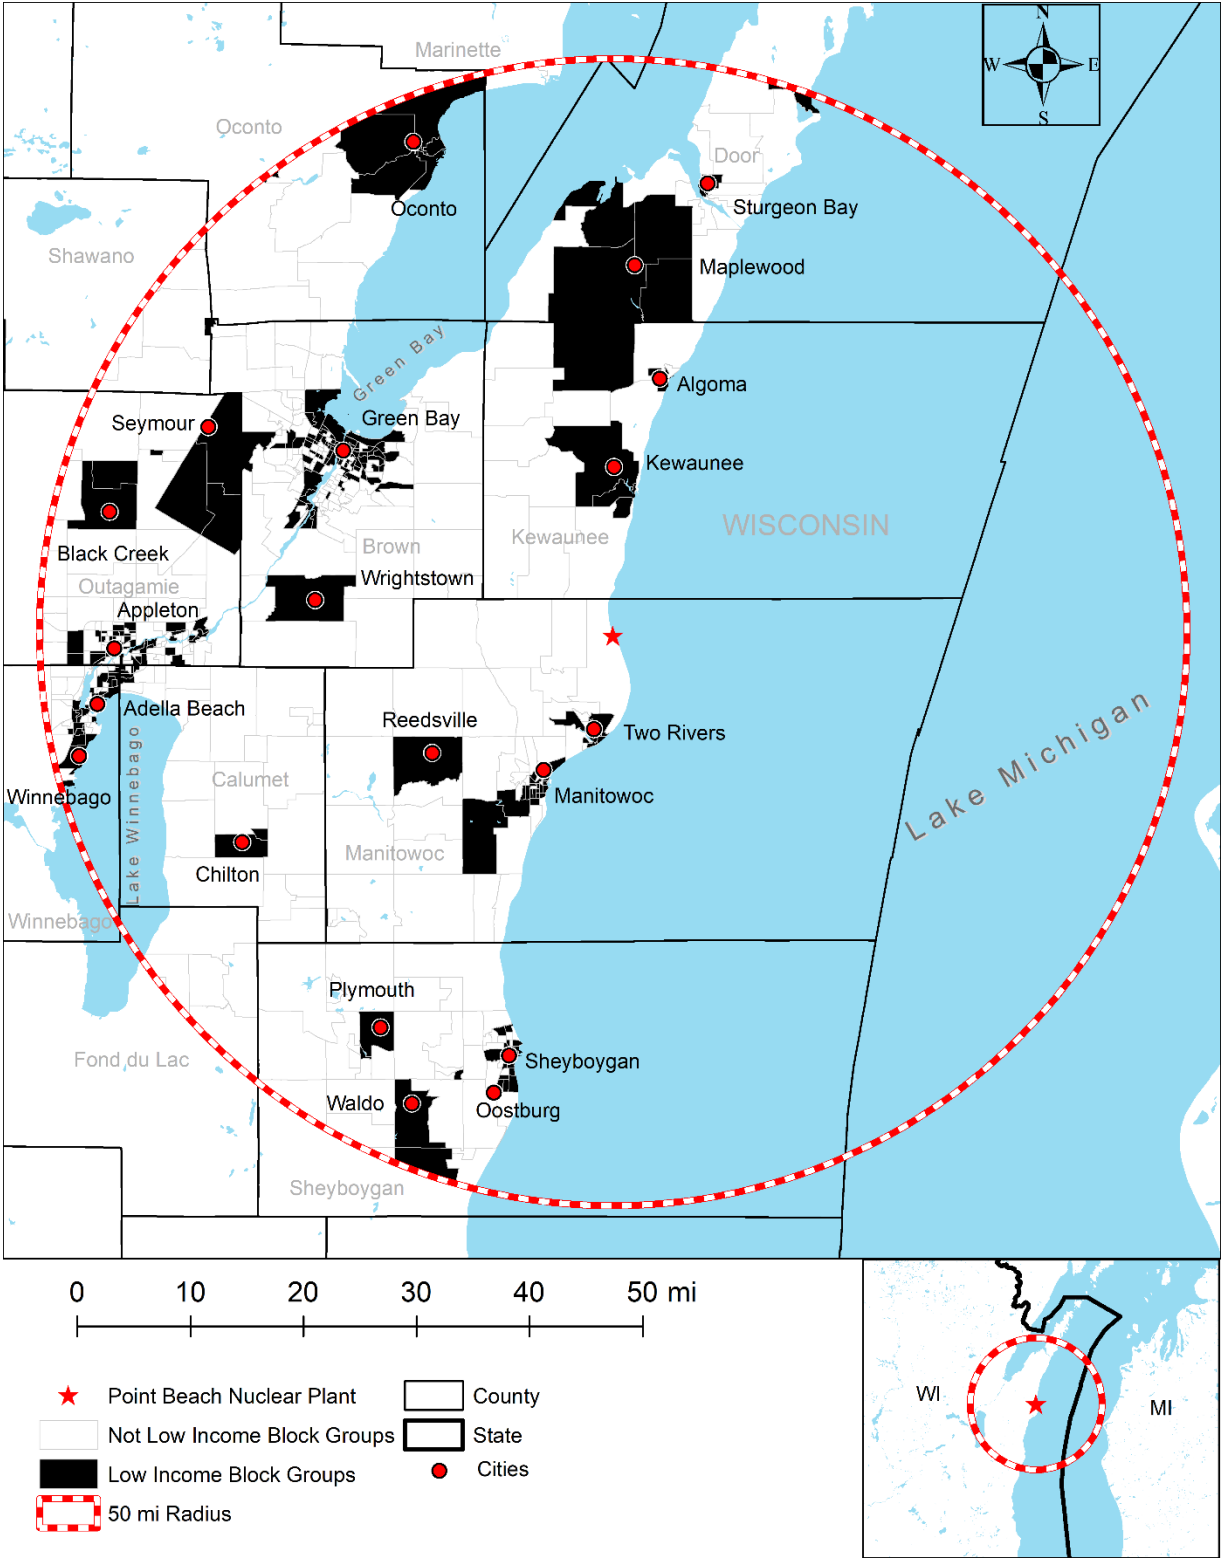 Marinette
N
W
E
S
Oconto
Door
Oconto
Sturgeon Bay
Shawano
Maplewood
Green Bay
Algoma
Seymour
Green Bay
Kewaunee
WISCONSIN
Kewaunee
Brown
Black Creek
Wrightstown
Outagamie
Appleton
Adella Beach
Reedsville
Two Rivers
Lake Michigan
Lake Winnebago
Calumet
Winnebago
Manitowoc
Manitowoc
Chilton
Winnebago
Plymouth
Fond du Lac
Sheyboygan
Waldo
Oostburg
Sheyboygan
0 10 20 30 40 50 mi
Point Beach Nuclear Plant
County
Not Low Income Block Groups
State
Low Income Block Groups
Cities
50 mi Radius
WI
MI